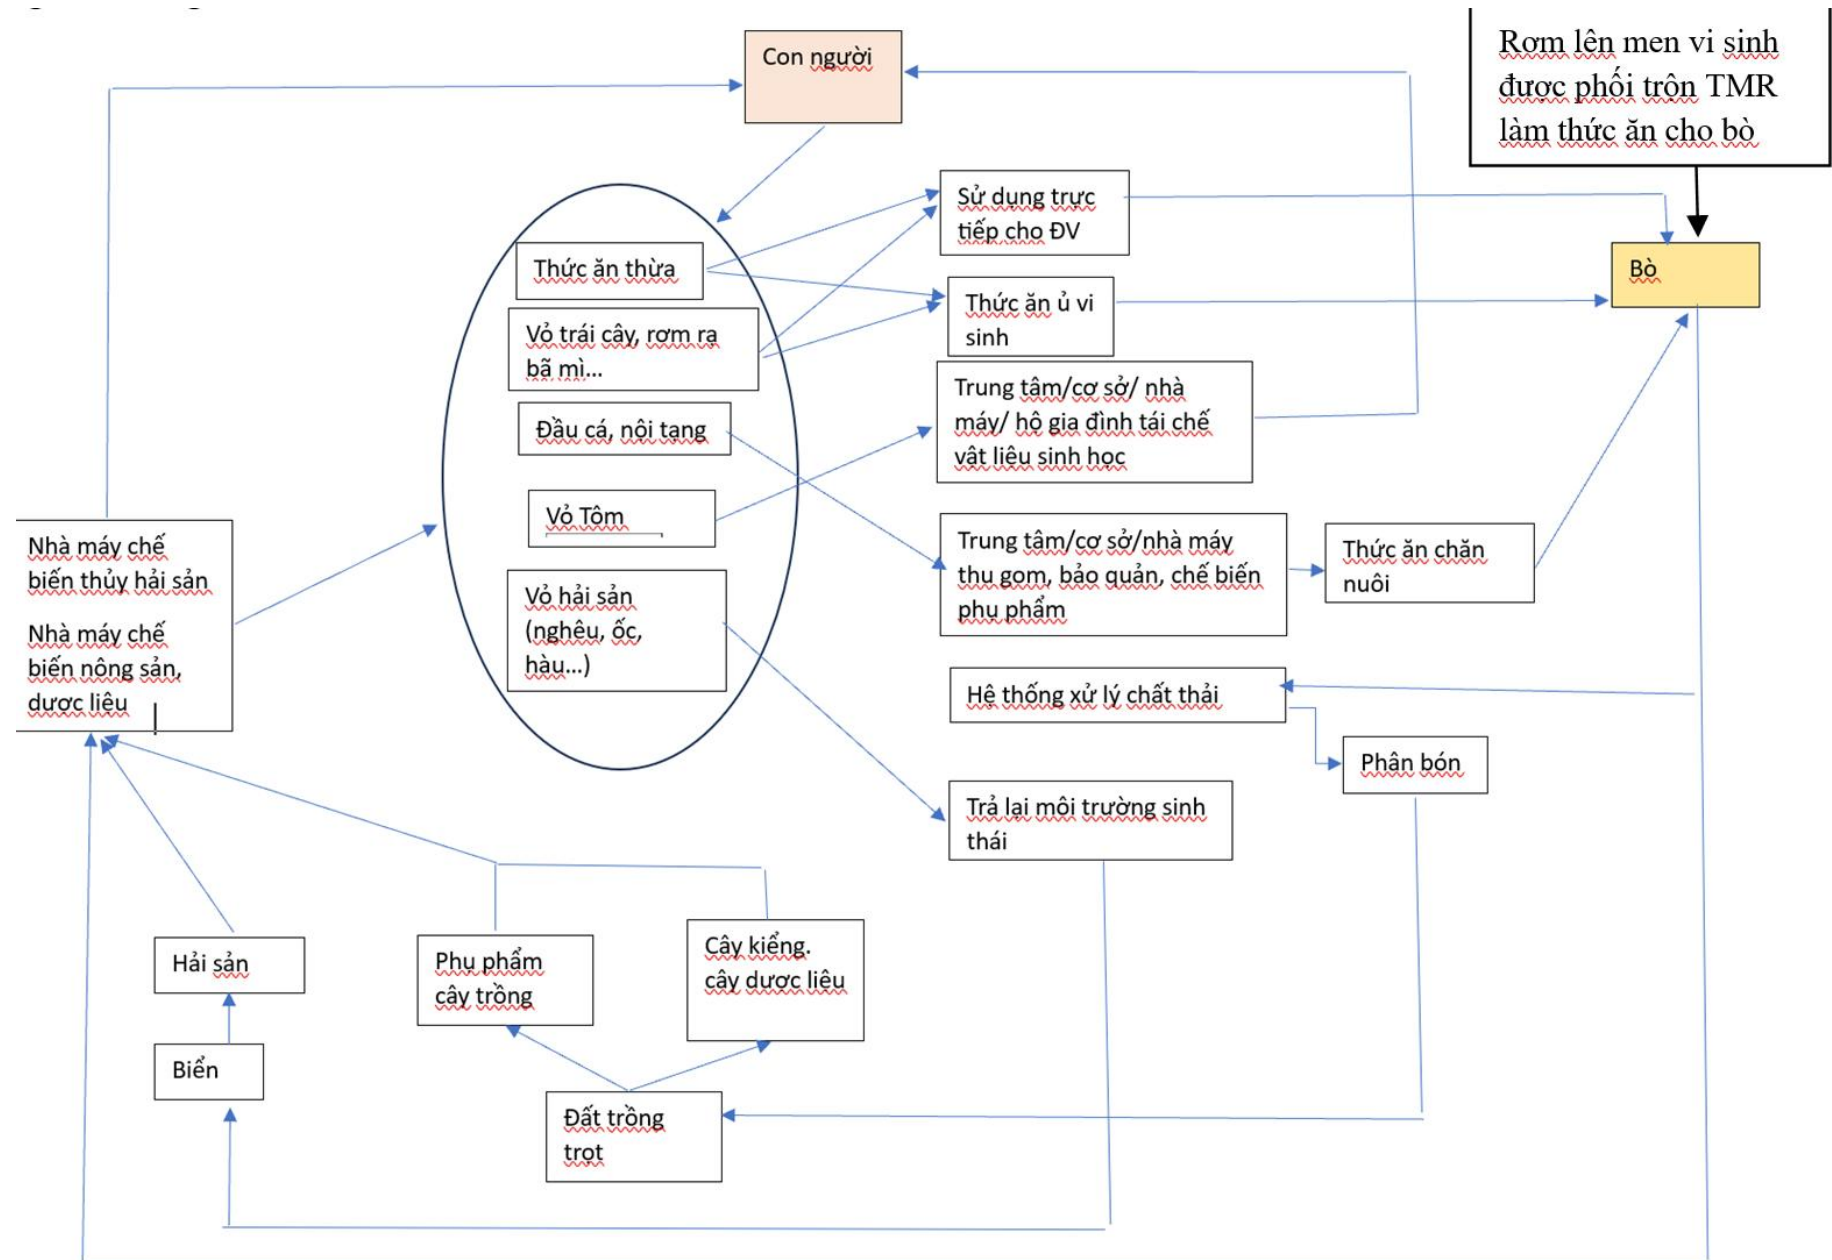 Con người
Rơm lên men vi sinh
được phối trộn TMR
làm thức ăn cho bò
Sử dụng trực
tiếp cho ĐV
Bò
Thức ăn thừa
Thức ăn ủ vi
sinh
Vỏ trái cây, rơm rạ
bã mì...
Trung tâm/cơ sở/ nhà
máy/ hộ gia đình tái chế
vật liệu sinh học
Đầu cá, nội tạng
Vỏ Tôm
Nhà máy chế
biến thủy hải sản
Nhà máy chế
biến nông sản,
dược liệu
Trung tâm/cơ sở/nhà máy
thu gom, bảo quản, chế biến
phụ phẩm
Thức ăn chăn
nuôi
Vỏ hải sản
(nghêu, ốc,
hàu...)
Hệ thống xử lý chất thải
Phân bón
Trả lại môi trường sinh
thái
Hải sản
Phụ phẩm
cây trồng
Cây kiểng.
cây dược liệu
Biển
Đất trồng
trọt